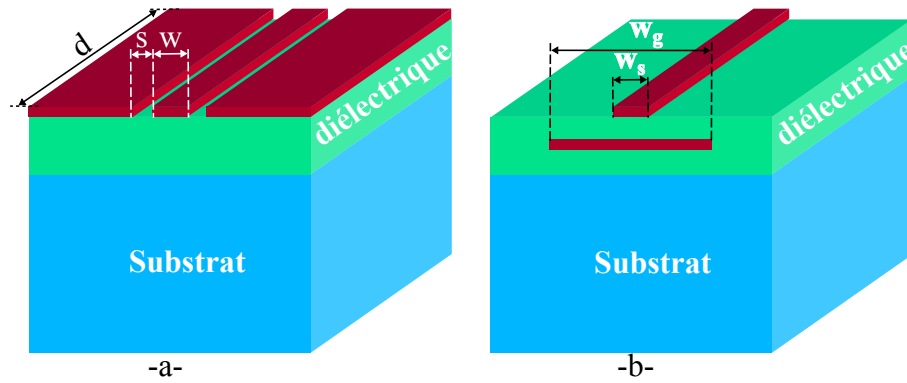 d
s w
diélectrique
Substrat
-a-
wg
ws
diélectrique
Substrat
-b-